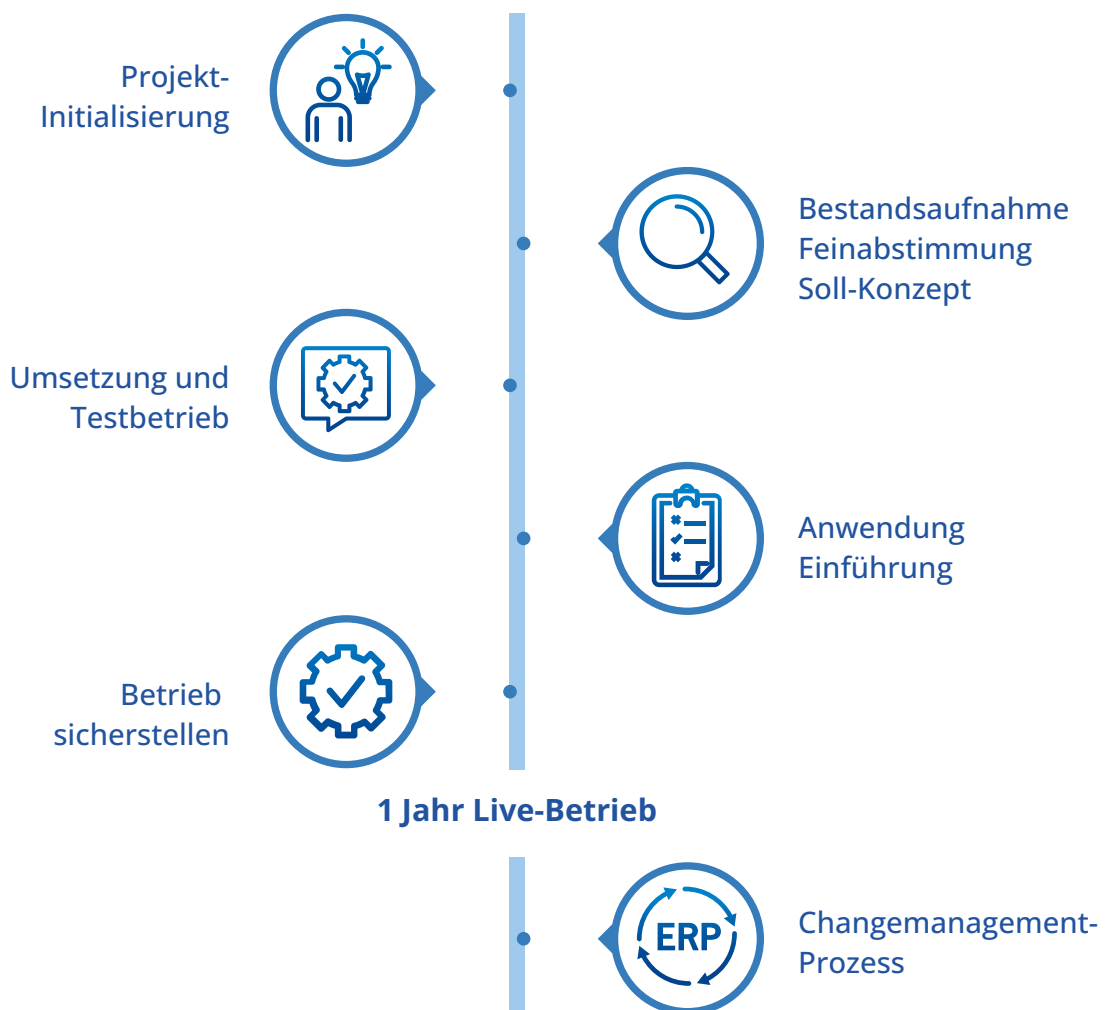 Projekt-
Initialisierung
Bestandsaufnahme
Feinabstimmung
Soll-Konzept
Umsetzung und
Testbetrieb
Anwendung
Einführung
Betrieb
sicherstellen
1 Jahr Live-Betrieb
ERP
Changemanagement-
Prozess